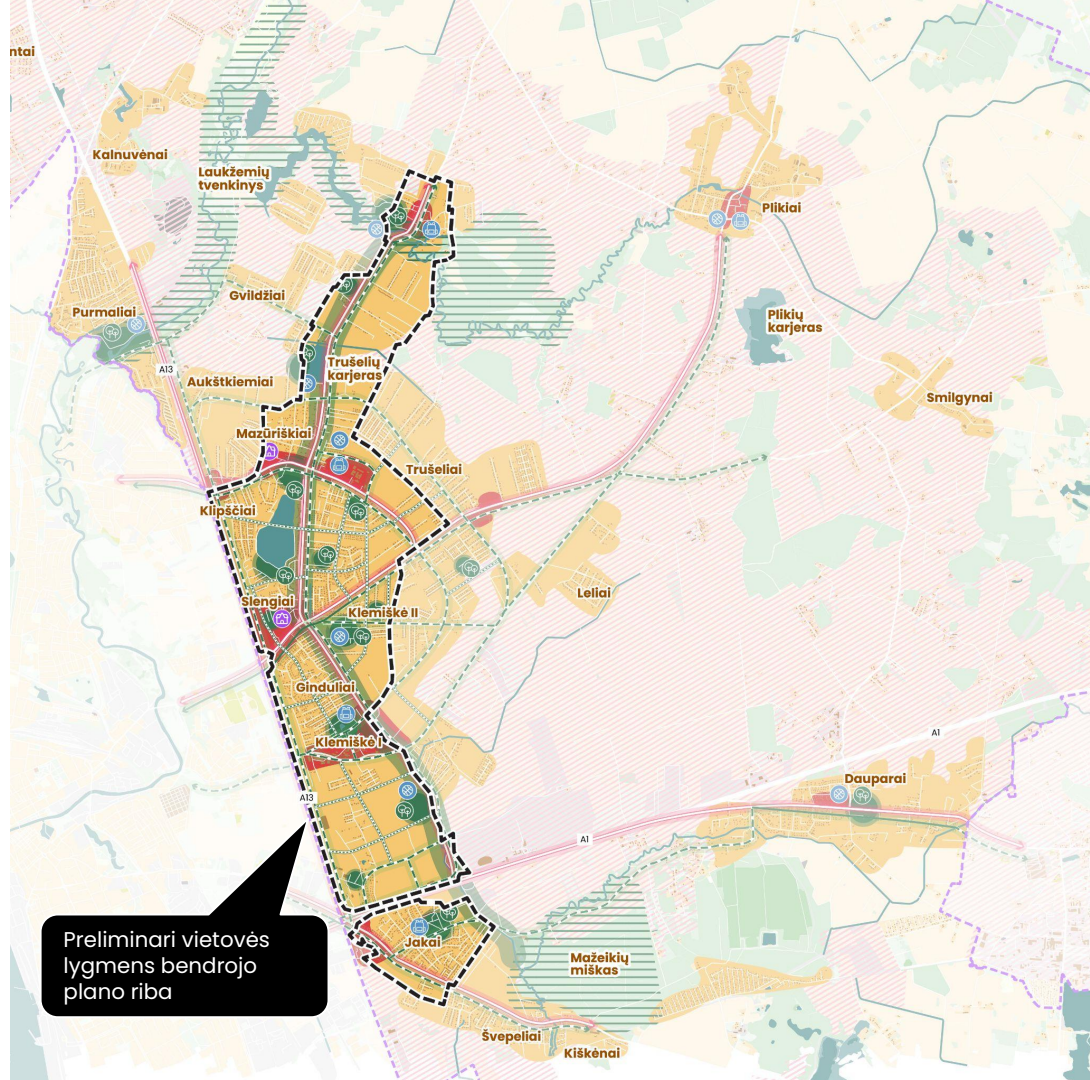 ntai
Kalnuvėnai
Laukžemių
tvenkinys
Plikiai
Gvildžiai
Purmaliai
Plikių
karjeras
A13
Trušelių
karjeras
Aukštkiemiai
Smilgynai
Mazūriškiai
Trušeliai
Klipščiai
Leliai
Slengiai
Klemiškė II
Ginduliai
A1
Klemiškė I
Dauparai
A13
A1
Preliminari vietovės
lygmens bendrojo
plano riba
Jakai
Mažeikių
miškas
Švepeliai
Kiškėnai